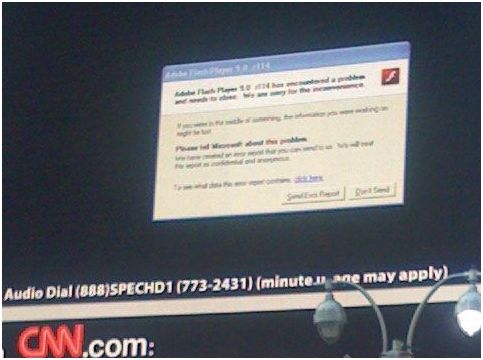 Adobe Flash Player 9.0 r114
Adobe Flash Player 9.0 r114 has encountered a problem
and needs to close. We are sorry for the inconvenience.
If you were in the middle of something, the information you were working on
might be lost.
Please tell Microsoft about this problem.
We have created an error report that you can send to us. We will treat
this report as confidential and anonymous.
To see what data this error report contains, click here.
Send Error Report Don't Send
Audio Dial (888)SPECHD1 (773-2431) (minute may apply)
CNN.com: